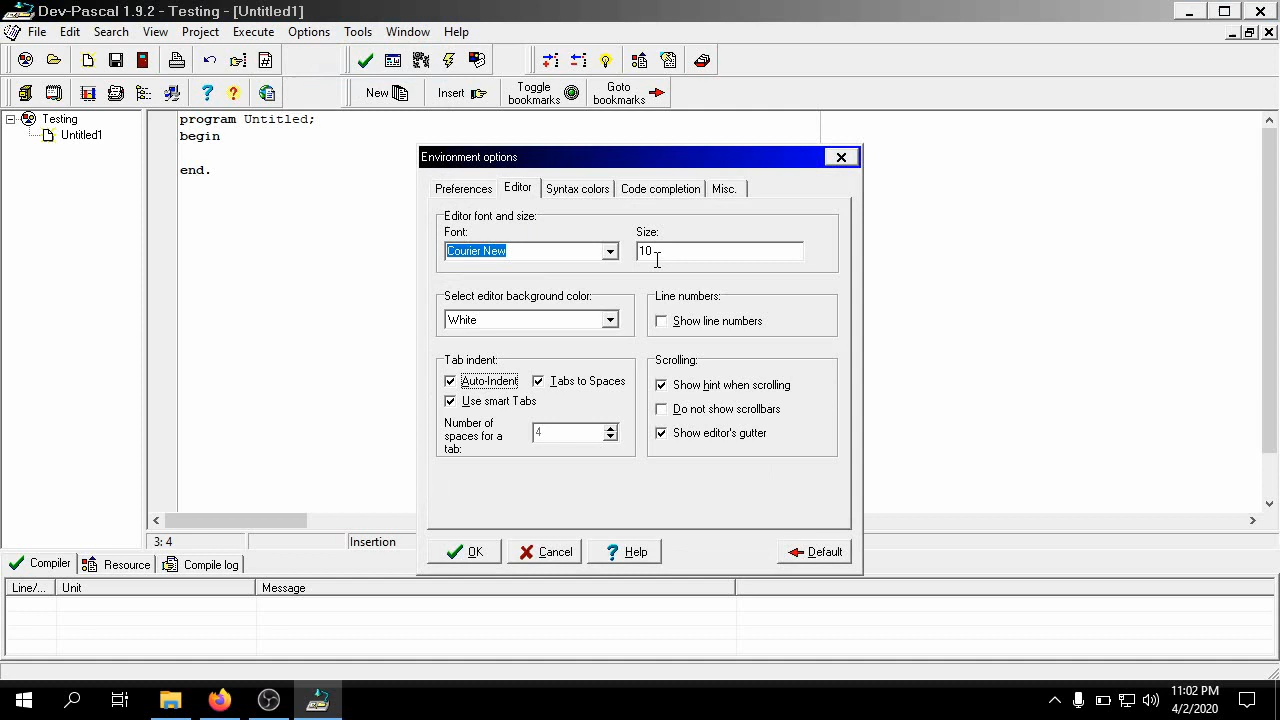 Dev-Pascal 1.9.2 - Testing - [Untitled1]
File Edit Search View Project Execute Options Tools Window Help
New Insert Toggle bookmarks Goto bookmarks
Testing
Untitled1
program Untitled;
begin
end.
Environment options
Preferences Editor Syntax colors Code completion Misc.
Editor font and size:
Font: Size:
Courier New 10
Select editor background color: Line numbers:
White Show line numbers
Tab indent: Scrolling:
Auto-Indent Tabs to Spaces Show hint when scrolling
Use smart Tabs Do not show scrollbars
Number of spaces for a tab: 4 Show editor's gutter
OK Cancel Help Default
3: 4 Insertion
Compiler Resource Compile log
Line/... Unit Message
11:02 PM
4/2/2020